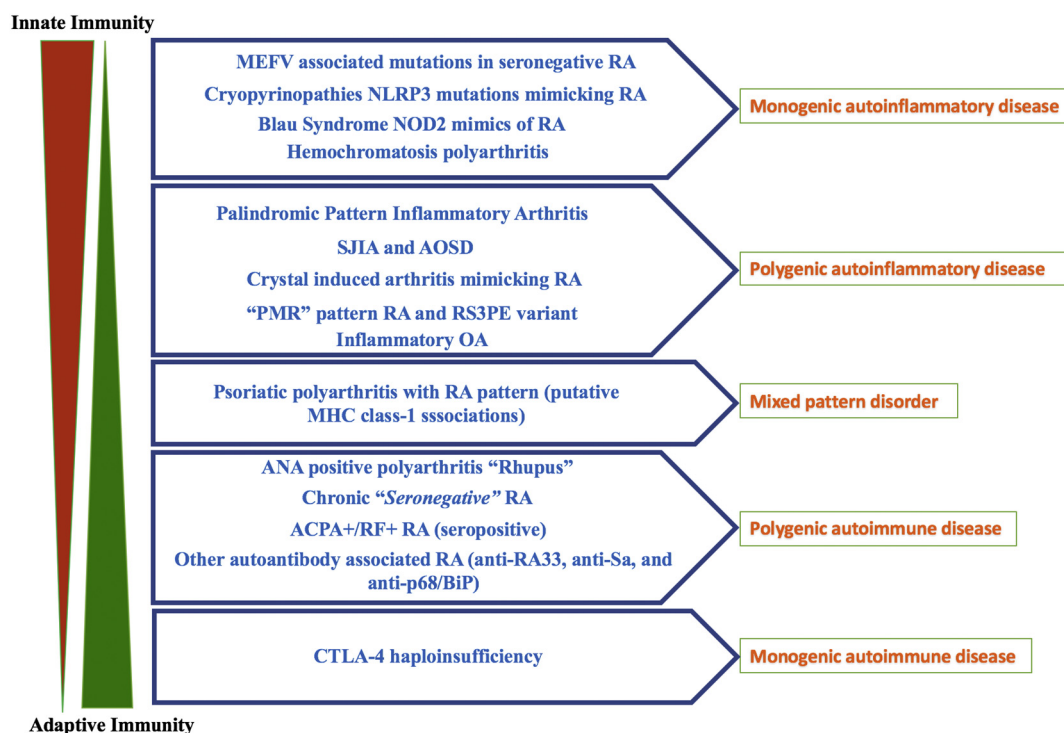 Innate Immunity
MEFV associated mutations in seronegative RA
Cryopyrinopathies NLRP3 mutations mimicking RA
Blau Syndrome NOD2 mimics of RA
Hemochromatosis polyarthritis
Monogenic autoinflammatory disease
Palindromic Pattern Inflammatory Arthritis
SJIA and AOSD
Crystal induced arthritis mimicking RA
“PMR” pattern RA and RS3PE variant
Inflammatory OA
Polygenic autoinflammatory disease
Psoriatic polyarthritis with RA pattern (putative
MHC class-1 sssociations)
Mixed pattern disorder
ANA positive polyarthritis “Rhupus”
Chronic “Seronegative” RA
ACPA+/RF+ RA (seropositive)
Other autoantibody associated RA (anti-RA33, anti-Sa, and
anti-p68/BiP)
Polygenic autoimmune disease
CTLA-4 haploinsufficiency
Monogenic autoimmune disease
Adaptive Immunity